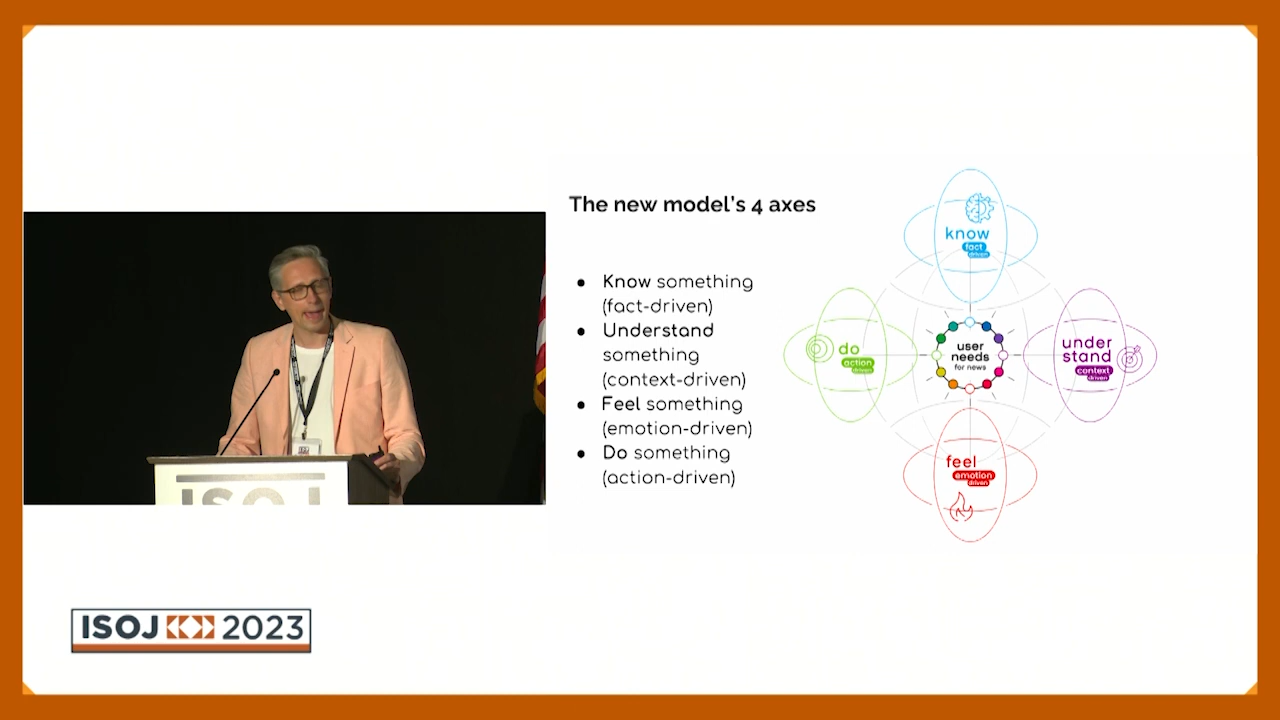 The new model's 4 axes
● Know something
(fact-driven)
● Understand
something
(context-driven)
● Feel something
(emotion-driven)
● Do something
(action-driven)
know
fact
driven
do
action
driven
user
needs
for news
under
stand
context
driven
feel
emotion
driven
ISOJ
ISOJ 2023